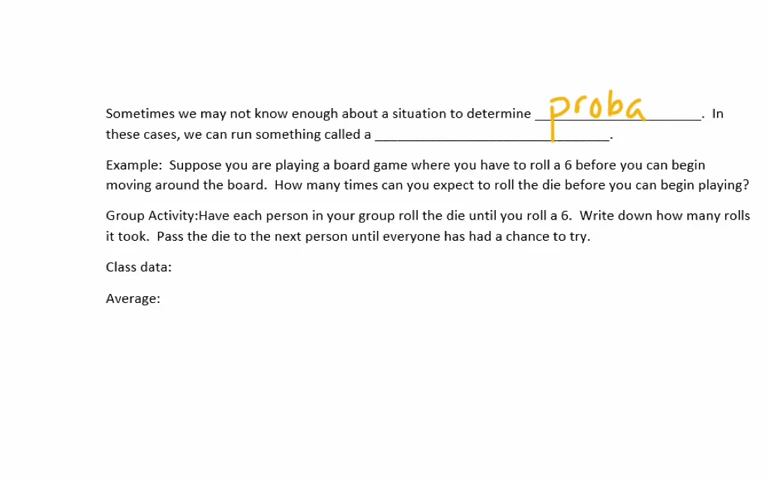 Sometimes we may not know enough about a situation to determine proba__________. In
these cases, we can run something called a ______________________________.
Example:  Suppose you are playing a board game where you have to roll a 6 before you can begin
moving around the board.  How many times can you expect to roll the die before you can begin playing?
Group Activity:Have each person in your group roll the die until you roll a 6.  Write down how many rolls
it took.  Pass the die to the next person until everyone has had a chance to try.
Class data:
Average: